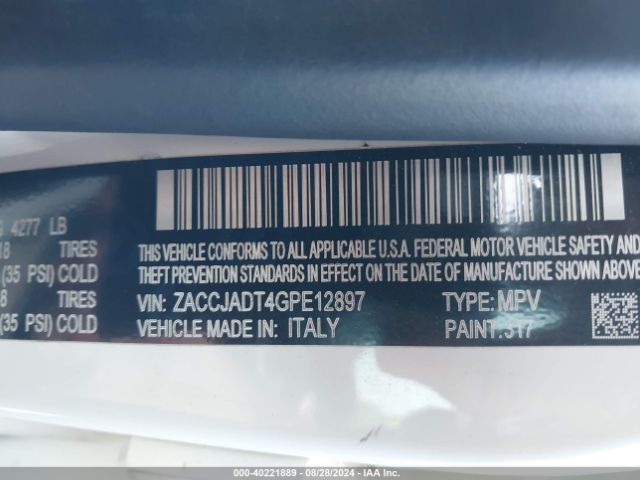 4277 LB
18 TIRES
(35 PSI) COLD
8 TIRES
(35 PSI) COLD
THIS VEHICLE CONFORMS TO ALL APPLICABLE U.S.A. FEDERAL MOTOR VEHICLE SAFETY AND
THEFT PREVENTION STANDARDS IN EFFECT ON THE DATE OF MANUFACTURE SHOWN ABOVE
VIN: ZACCJADT4GPE12897 TYPE: MPV
VEHICLE MADE IN: ITALY PAINT: 317
000-40221889 - 08/28/2024 - © IAA Inc.